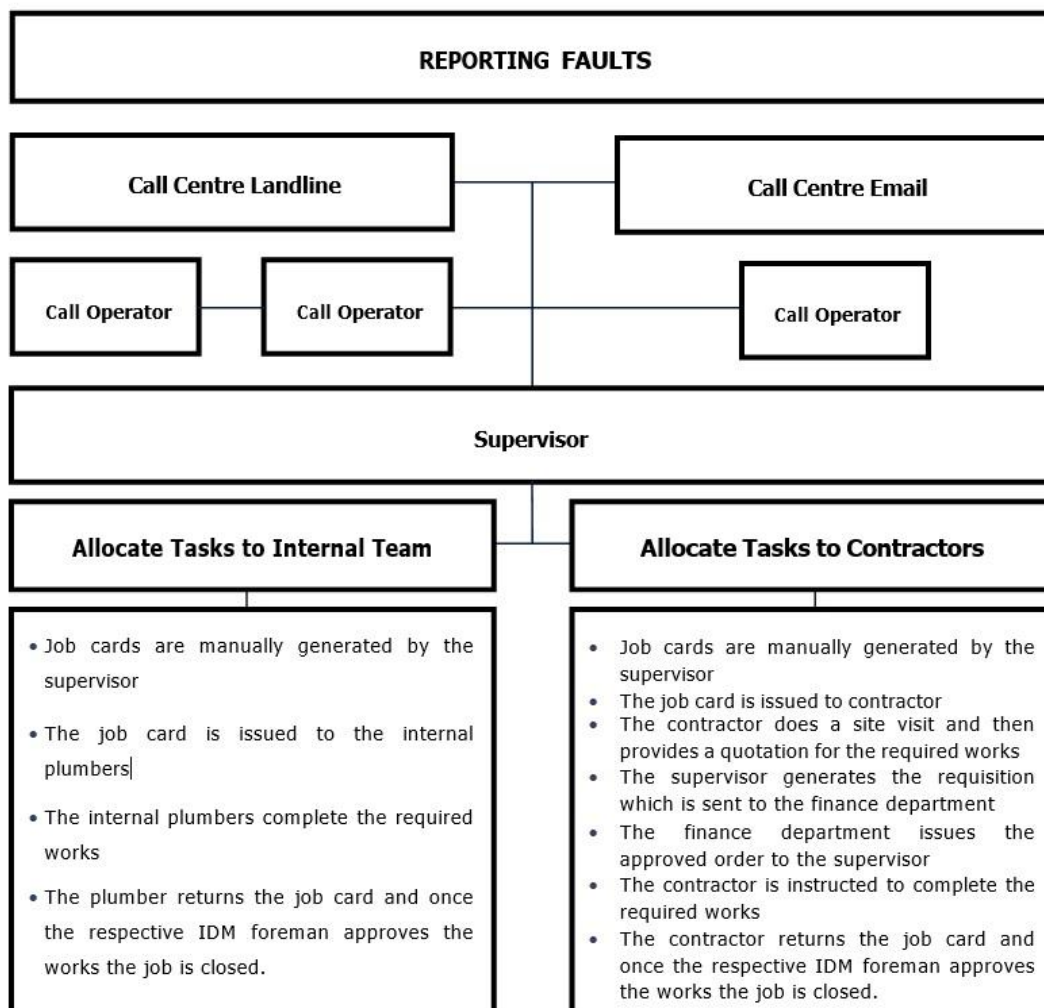 REPORTING FAULTS
Call Centre Landline
Call Centre Email
Call Operator
Call Operator
Call Operator
Supervisor
Allocate Tasks to Internal Team
• Job cards are manually generated by the
supervisor
• The job card is issued to the internal
plumbers
• The internal plumbers complete the required
works
• The plumber returns the job card and once
the respective IDM foreman approves the
works the job is closed.
Allocate Tasks to Contractors
• Job cards are manually generated by the
supervisor
• The job card is issued to contractor
• The contractor does a site visit and then
provides a quotation for the required works
• The supervisor generates the requisition
which is sent to the finance department
• The finance department issues the
approved order to the supervisor
• The contractor is instructed to complete the
required works
• The contractor returns the job card and
once the respective IDM foreman approves
the works the job is closed.